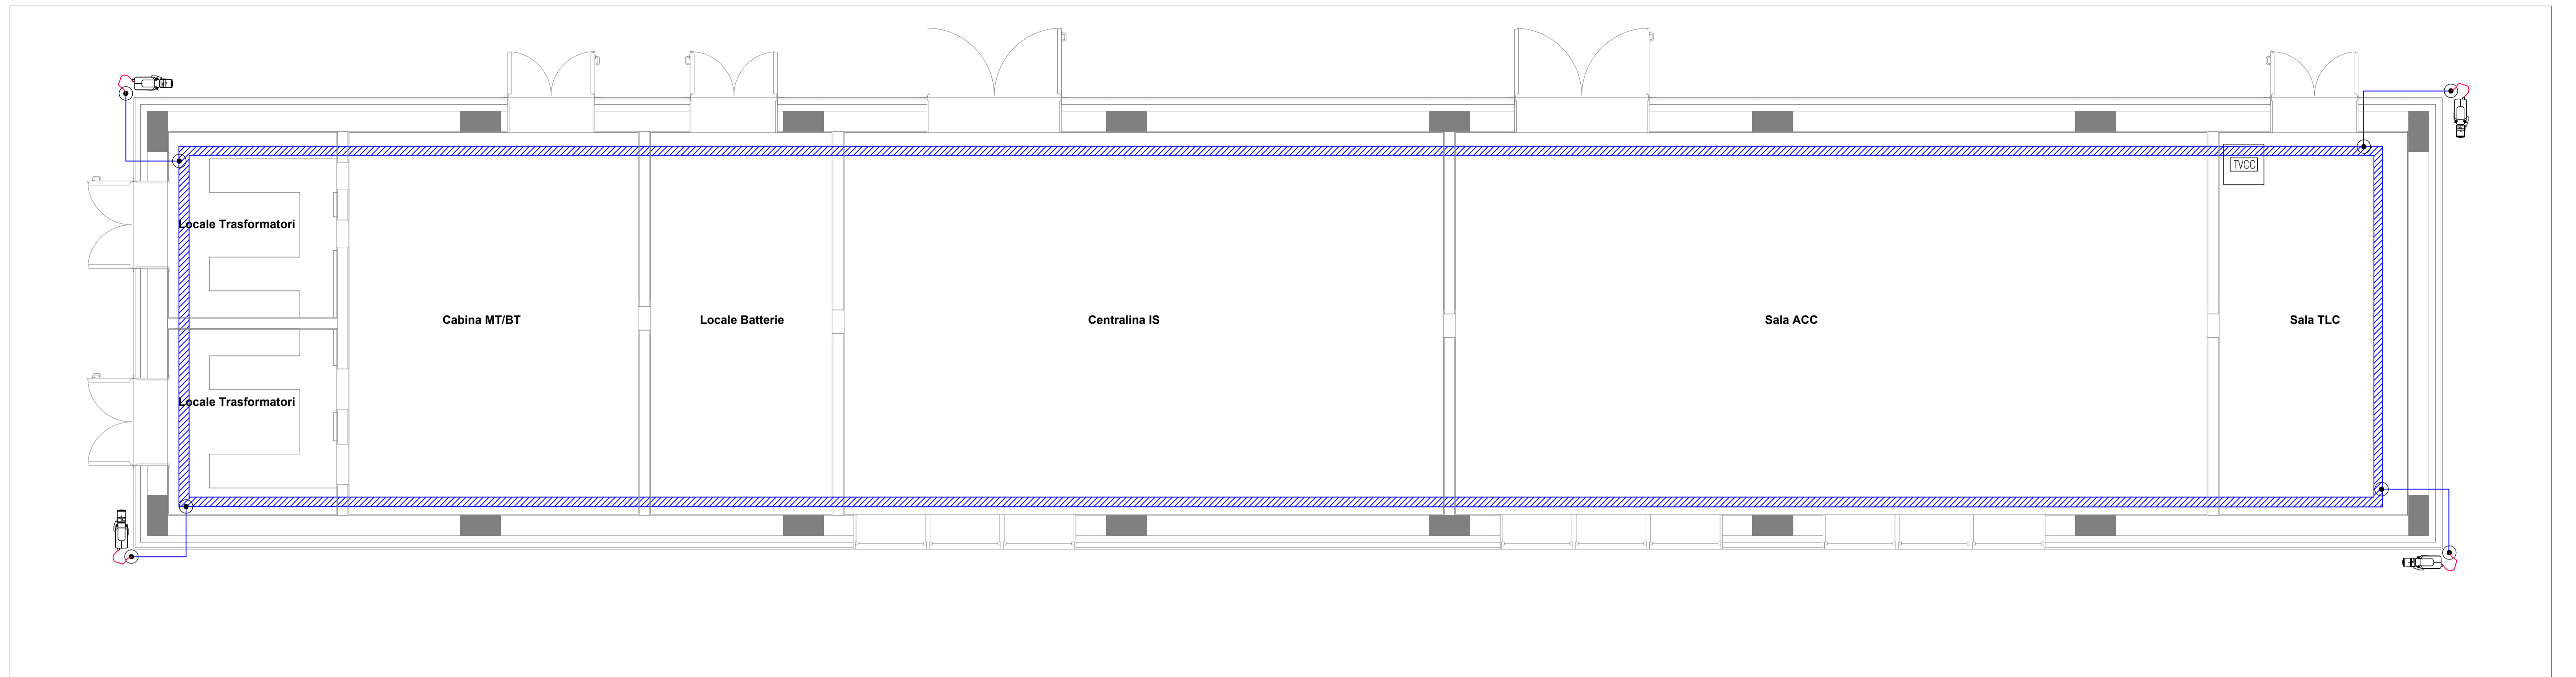 TVCC
Locale Trasformatori
Cabina MT/BT
Locale Batterie
Centralina IS
Sala ACC
Sala TLC
Locale Trasformatori